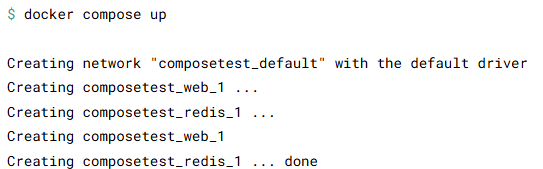 $ docker compose up
Creating network "composetest_default" with the default driver
Creating composetest_web_1 ...
Creating composetest_redis_1 ...
Creating composetest_web_1
Creating composetest_redis_1 ... done